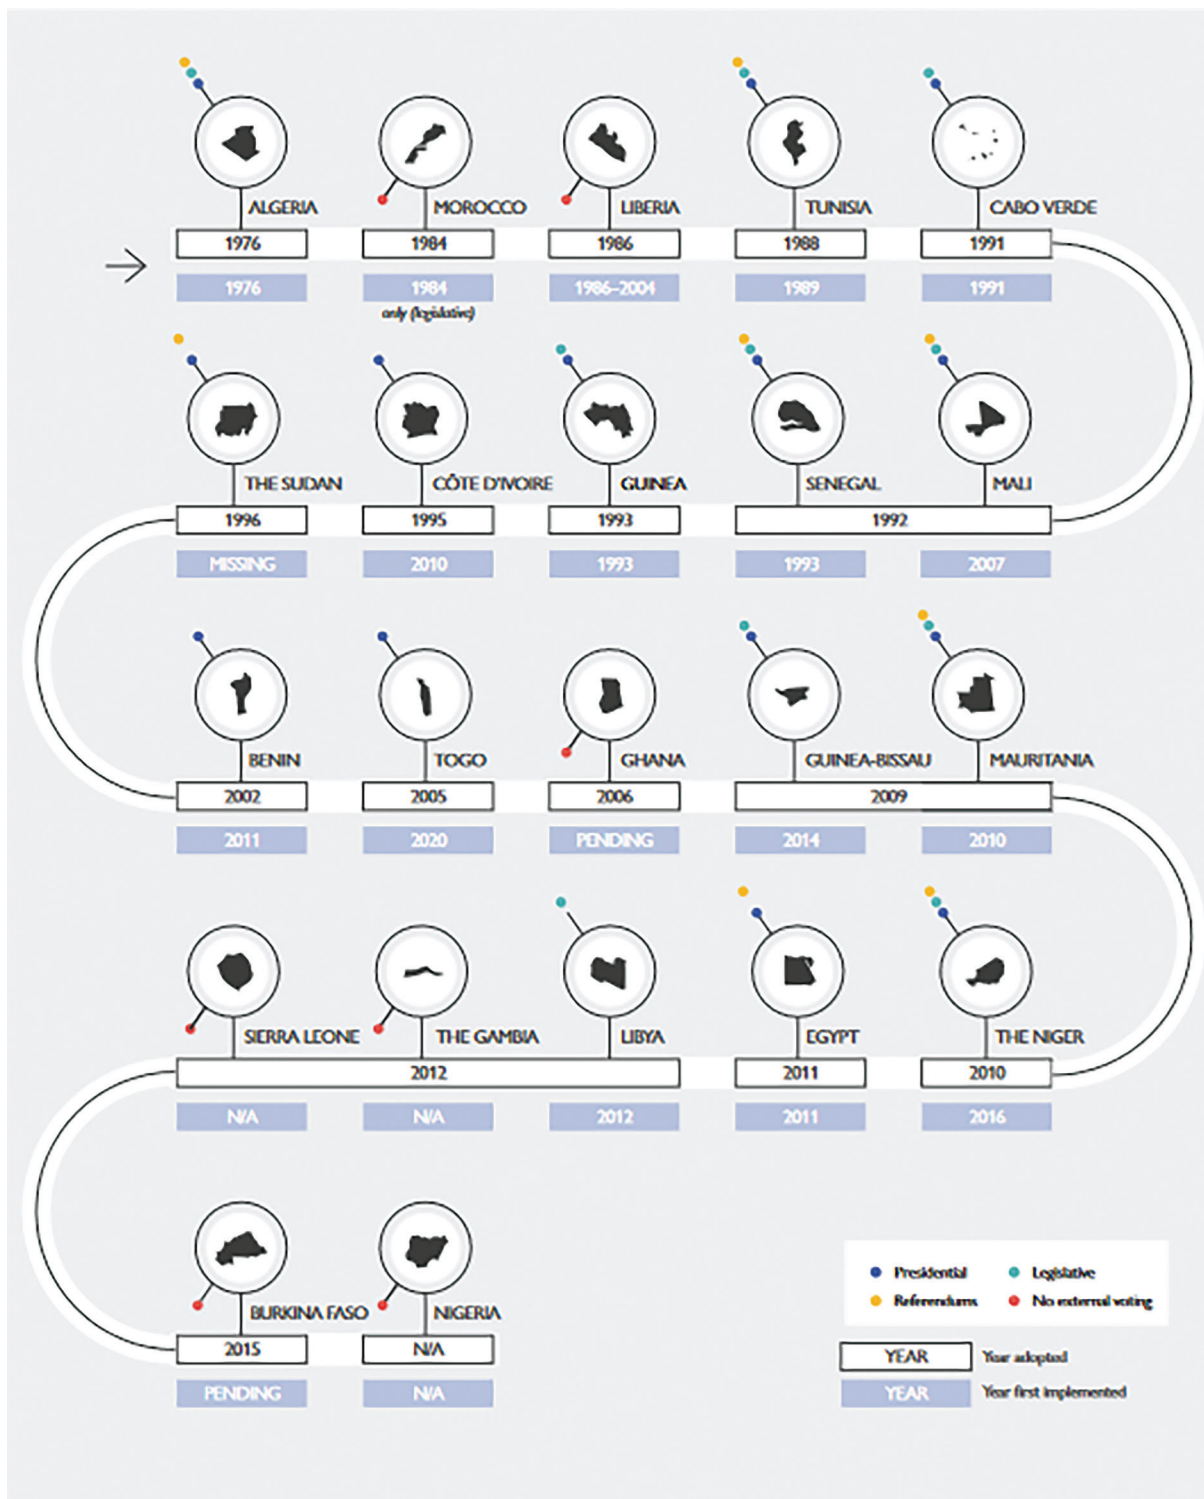 ALGERIA
MOROCCO
LIBERIA
TUNISIA
CABO VERDE
1976
1984
1986
1988
1991
1976
1984
1986–2004
1989
1991
only (legislative)
THE SUDAN
CÔTE D'IVOIRE
GUINEA
SENEGAL
MALI
1996
1995
1993
1992
MISSING
2010
1993
1993
2007
BENIN
TOGO
GHANA
GUINEA-BISSAU
MAURITANIA
2002
2005
2006
2009
2011
2020
PENDING
2014
2010
SIERRA LEONE
THE GAMBIA
LIBYA
EGYPT
THE NIGER
2012
2011
2010
N/A
N/A
2012
2011
2016
BURKINA FASO
NIGERIA
2015
N/A
PENDING
N/A
Presidential
Legislative
Referendums
No external voting
YEAR
Year adopted
YEAR
Year first implemented